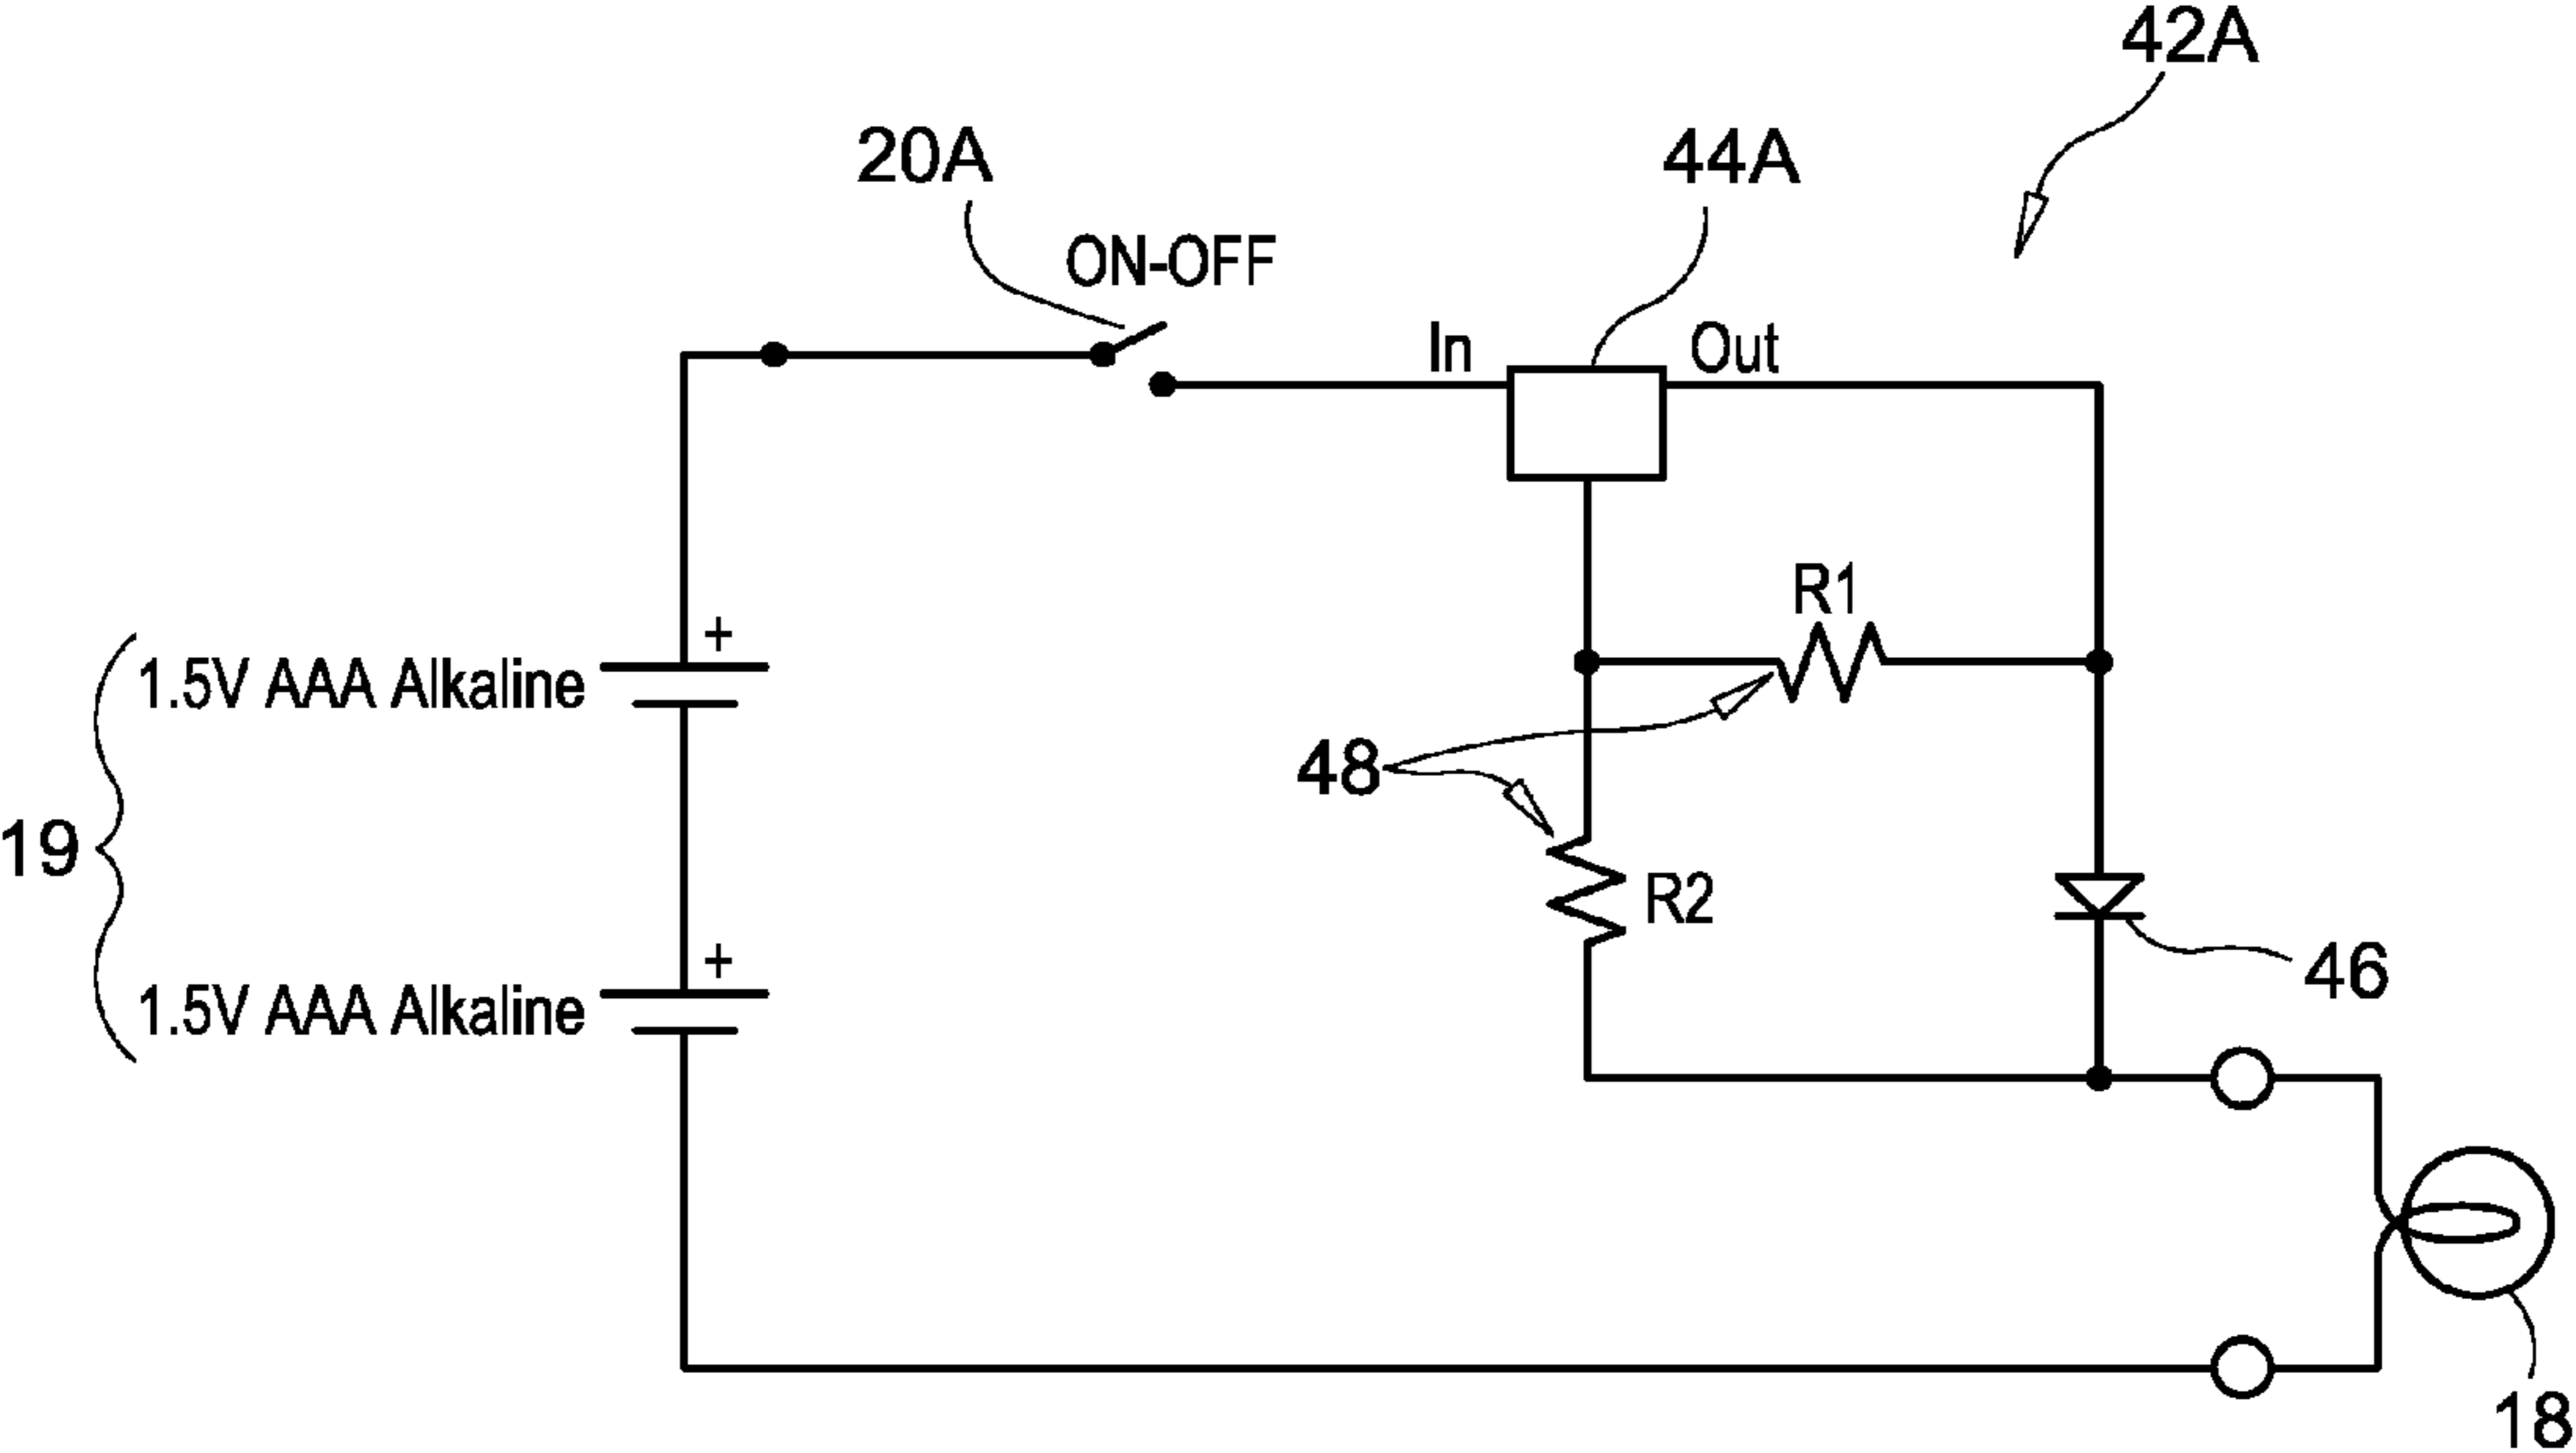 42A
20A
44A
ON-OFF
In
Out
R1
+
1.5V AAA Alkaline
48
19
R2
+
46
1.5V AAA Alkaline
18